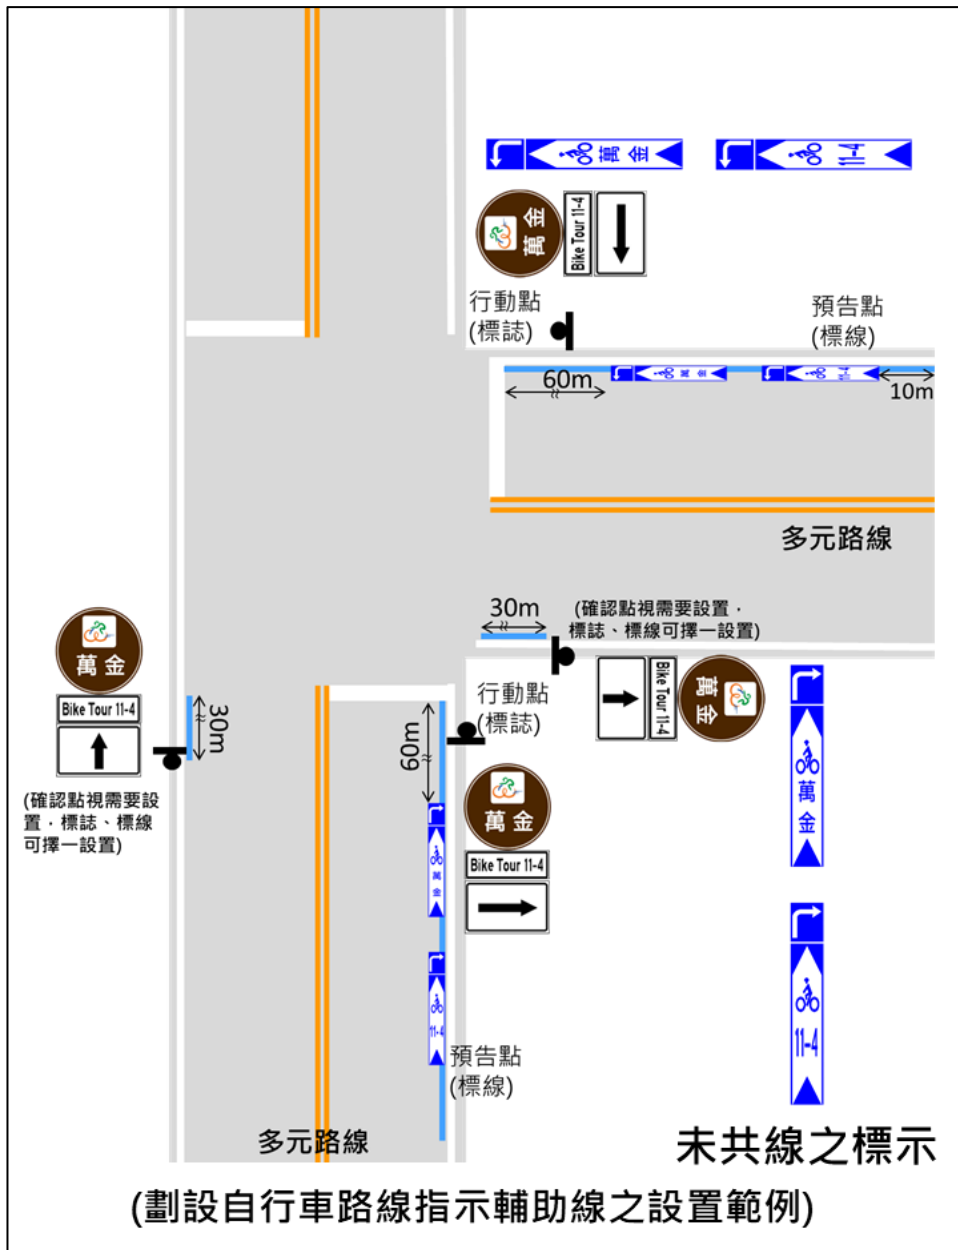 萬金
11-4
萬金
Bike Tour 11-4
行動點
(標誌)
預告點
(標線)
60m
萬金
11-4
10m
多元路線
30m
(確認點視需要設置，
標誌、標線可擇一設置)
萬金
Bike Tour 11-4
30m
(確認點視需要設
置，標誌、標線
可擇一設置)
Bike Tour 11-4
萬金
行動點
(標誌)
60m
萬金
Bike Tour 11-4
萬金
11-4
預告點
(標線)
萬金
11-4
多元路線
未共線之標示
(劃設自行車路線指示輔助線之設置範例)